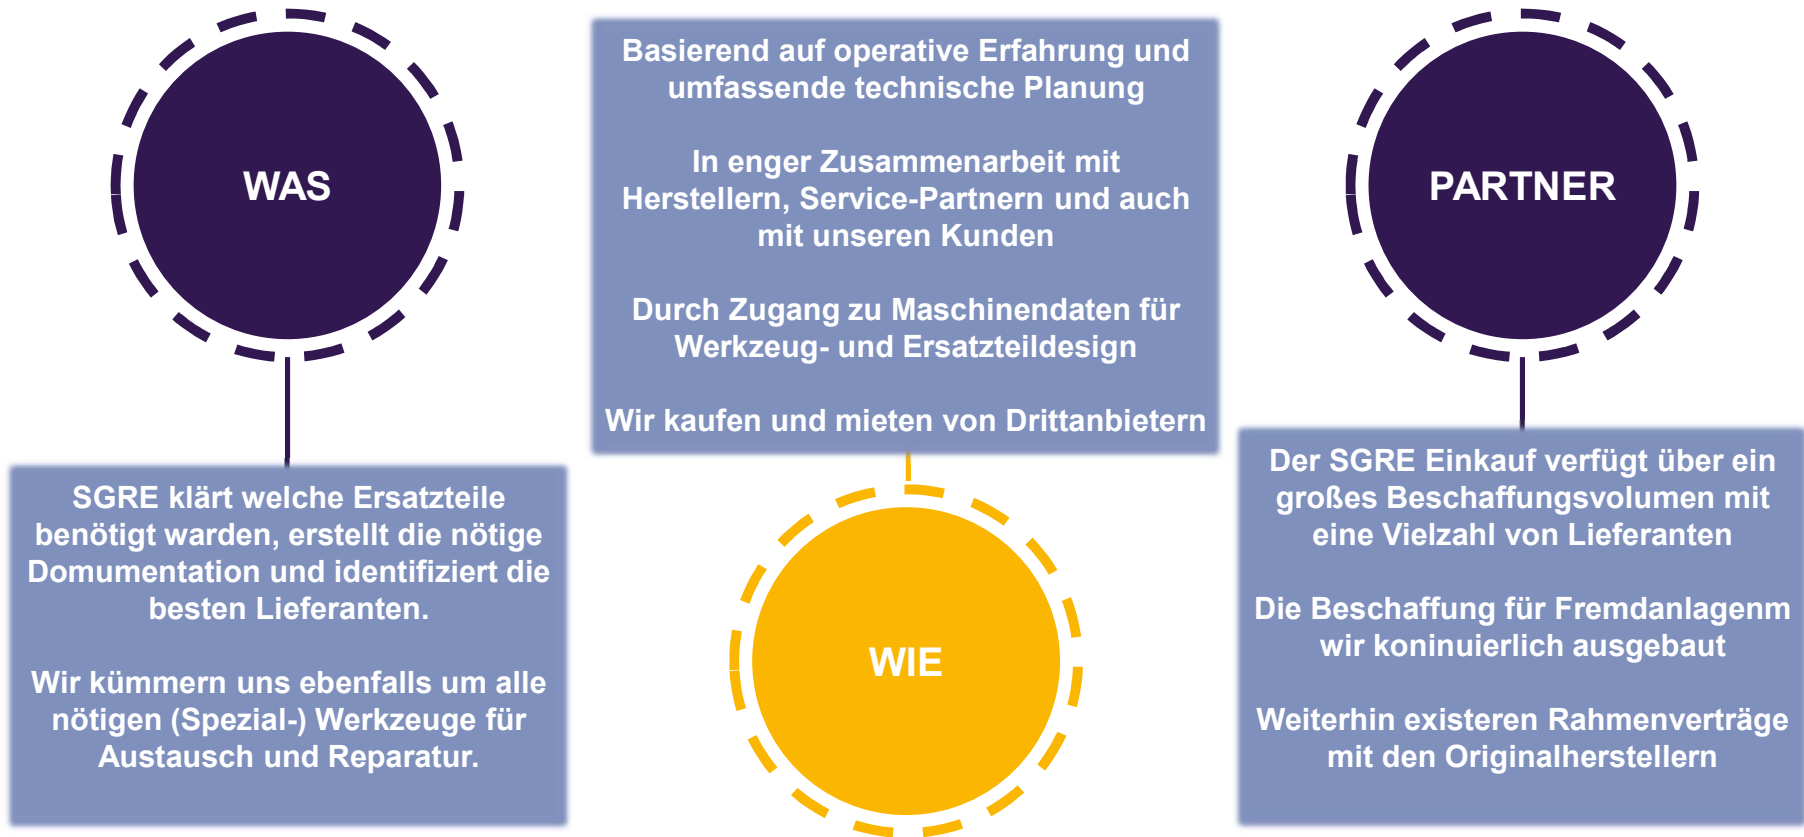 WAS
SGRE klärt welche Ersatzteile
benötigt warden, erstellt die nötige
Domumentation und identifiziert die
besten Lieferanten.
Wir kümmern uns ebenfalls um alle
nötigen (Spezial-) Werkzeuge für
Austausch und Reparatur.
Basierend auf operative Erfahrung und
umfassende technische Planung
In enger Zusammenarbeit mit
Herstellern, Service-Partnern und auch
mit unseren Kunden
Durch Zugang zu Maschinendaten für
Werkzeug- und Ersatzteildesign
Wir kaufen und mieten von Drittanbietern
WIE
PARTNER
Der SGRE Einkauf verfügt über ein
großes Beschaffungsvolumen mit
eine Vielzahl von Lieferanten
Die Beschaffung für Fremdanlagenm
wir koninuierlich ausgebaut
Weiterhin existeren Rahmenverträge
mit den Originalherstellern